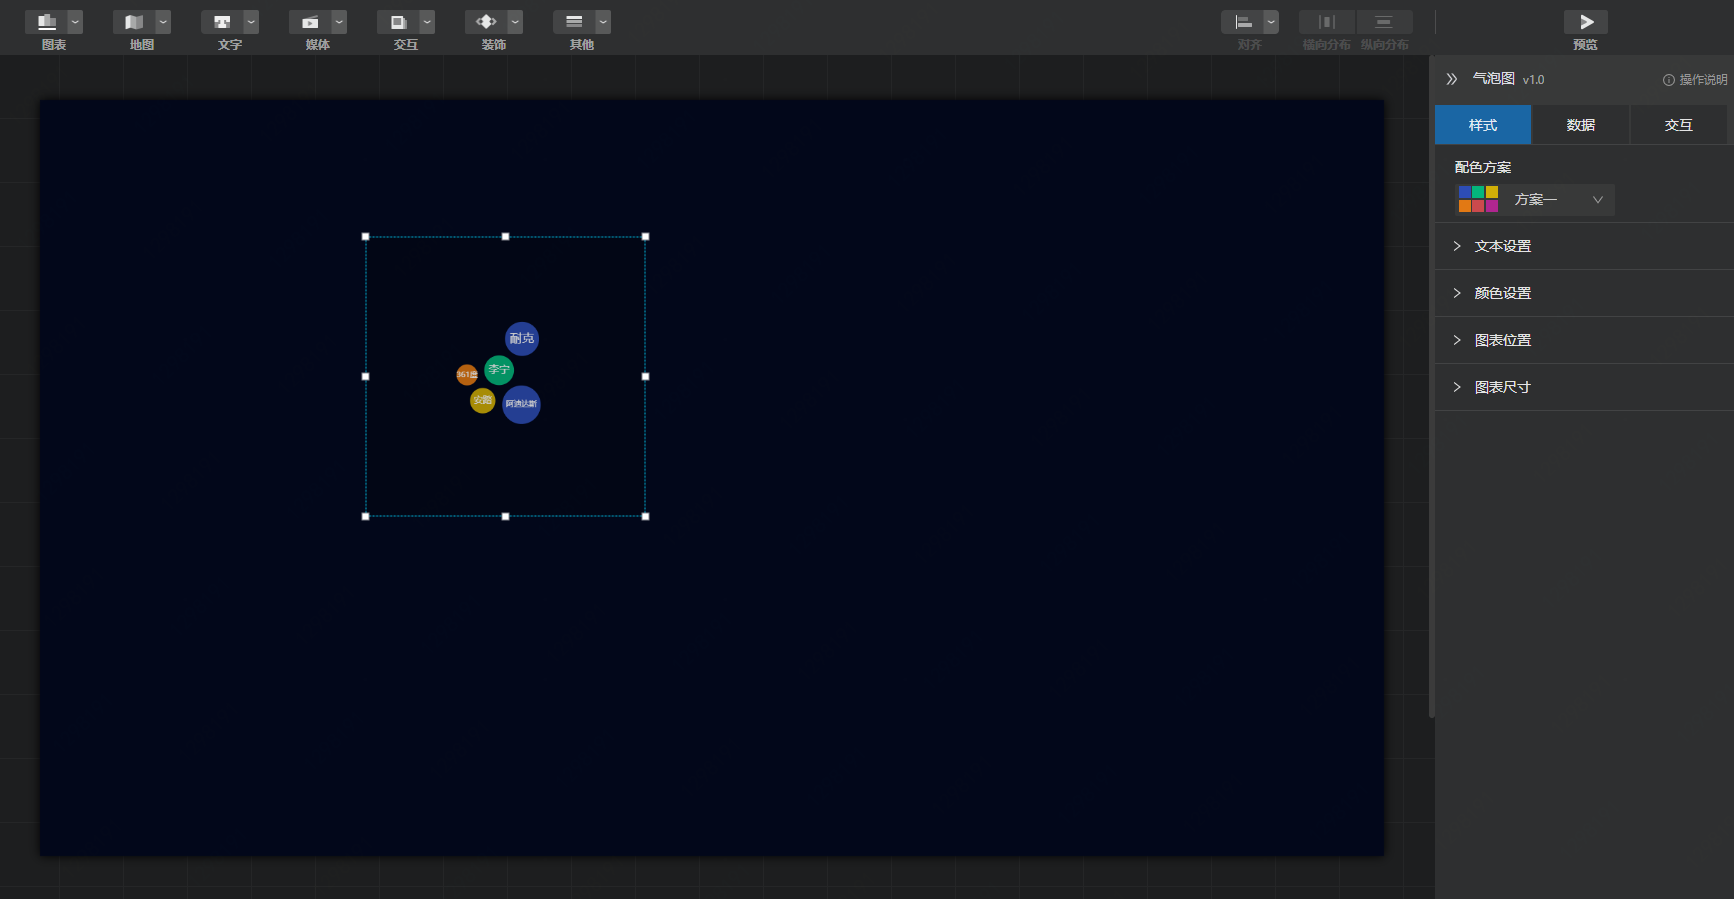 图表
地图
文字
媒体
交互
装饰
其他
对齐
横向分布
纵向分布
预览
气泡图 v1.0
操作说明
样式
数据
交互
配色方案
方案一
文本设置
颜色设置
图表位置
图表尺寸
耐克
李宁
361度
安踏
阿迪达斯